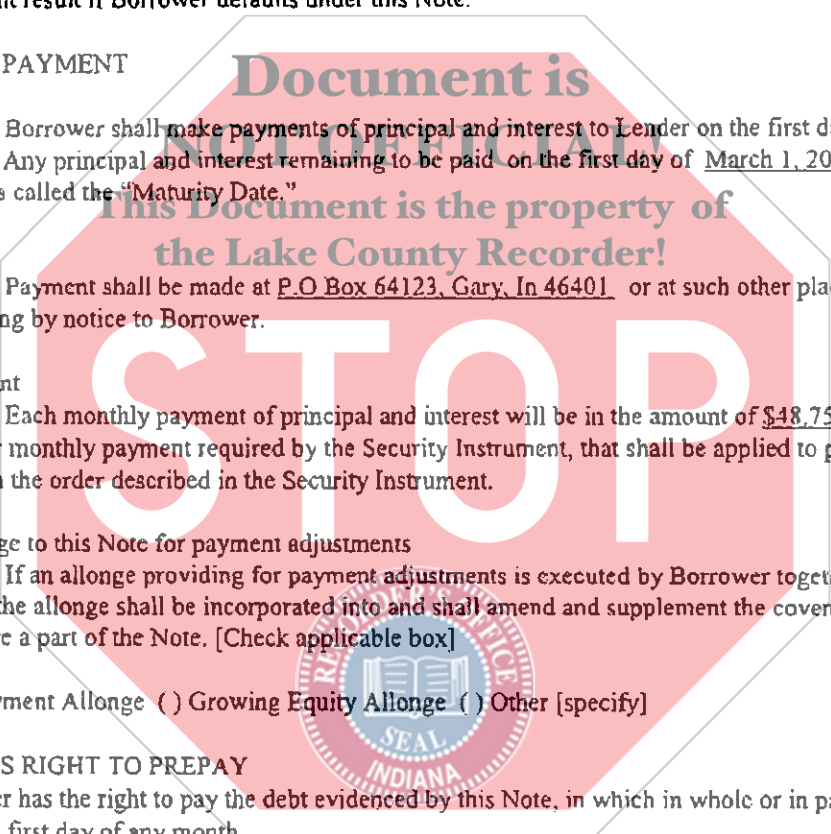 result if Borrower defaults under this Note.
PAYMENT
Document is
Borrower shall make payments of principal and interest to Lender on the first
NOT OFFICIAL!
Any principal and interest remaining to be paid on the first day of March 1, 20
called the "Maturity Date."
This Document is the property of
the Lake County Recorder!
Payment shall be made at P.O Box 64123, Gary, In 46401 or at such other
by notice to Borrower.
STOP
Each monthly payment of principal and interest will be in the amount of $48,75
monthly payment required by the Security Instrument, that shall be applied to
the order described in the Security Instrument.
to this Note for payment adjustments
If an allonge providing for payment adjustments is executed by Borrower
the allonge shall be incorporated into and shall amend and supplement the
a part of the Note. [Check applicable box]
Allonge ( ) Growing Equity Allonge ( ) Other [specify]
RECORDER'S OFFICE
SEAL
INDIANA
S RIGHT TO PREPAY
has the right to pay the debt evidenced by this Note, in which in whole or in
first day of any month